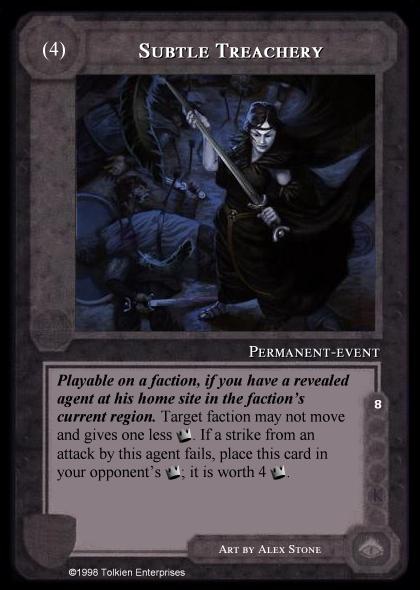 (4)
SUBTLE TREACHERY
PERMANENT-EVENT
Playable on a faction, if you have a revealed
agent at his home site in the faction's
current region. Target faction may not move
and gives one less . If a strike from an
attack by this agent fails, place this card in
your opponent's ; it is worth 4 .
8
K
ART BY ALEX STONE
©1998 Tolkien Enterprises